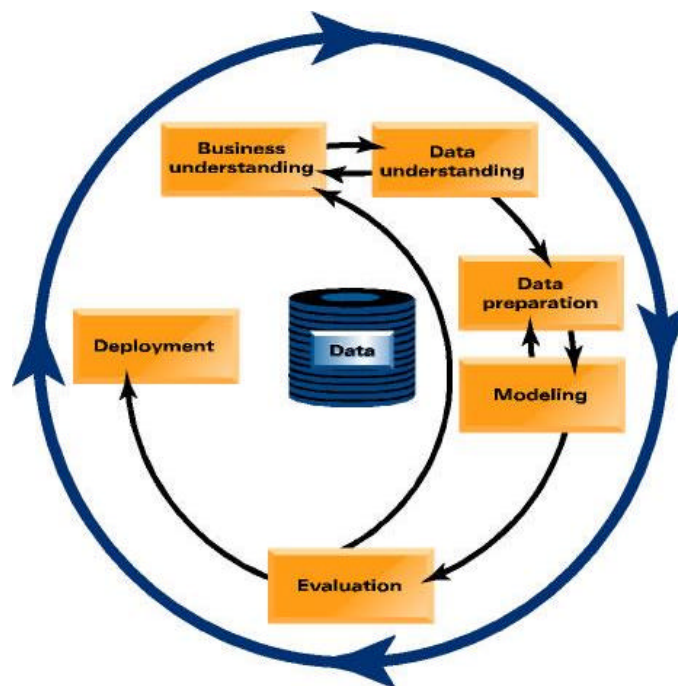 Business
understanding
Data
understanding
Data
preparation
Modeling
Data
Deployment
Evaluation